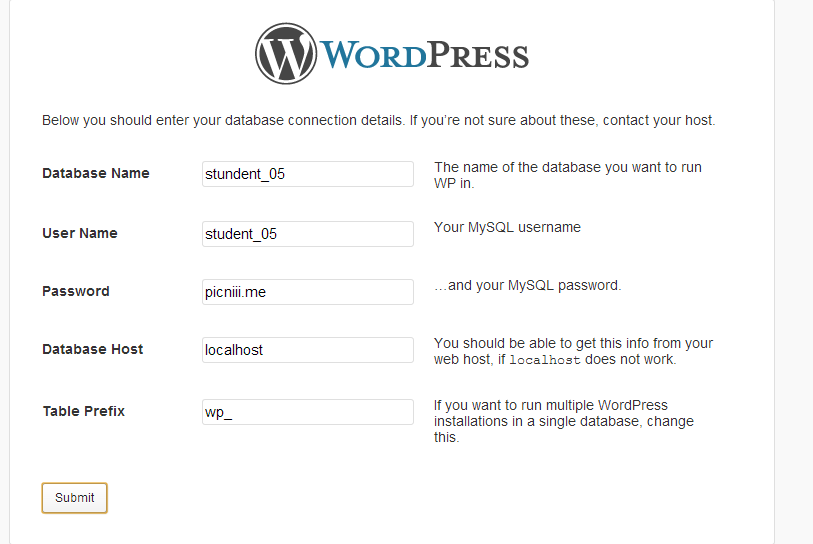 WORDPRESS
Below you should enter your database connection details. If you're not sure about these, contact your host.
Database Name
stundent_05
The name of the database you want to run
WP in.
User Name
student_05
Your MySQL username
Password
picniii.me
…and your MySQL password.
Database Host
localhost
You should be able to get this info from your
web host, if localhost does not work.
Table Prefix
wp_
If you want to run multiple WordPress
installations in a single database, change
this.
Submit